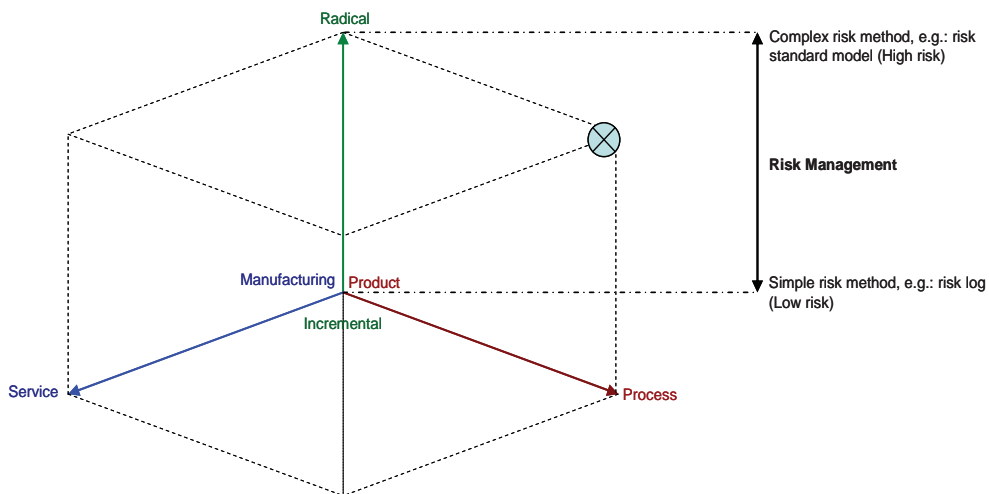 Radical
Complex risk method, e.g.: risk
standard model (High risk)
Risk Management
Manufacturing
Product
Simple risk method, e.g.: risk log
(Low risk)
Incremental
Service
Process